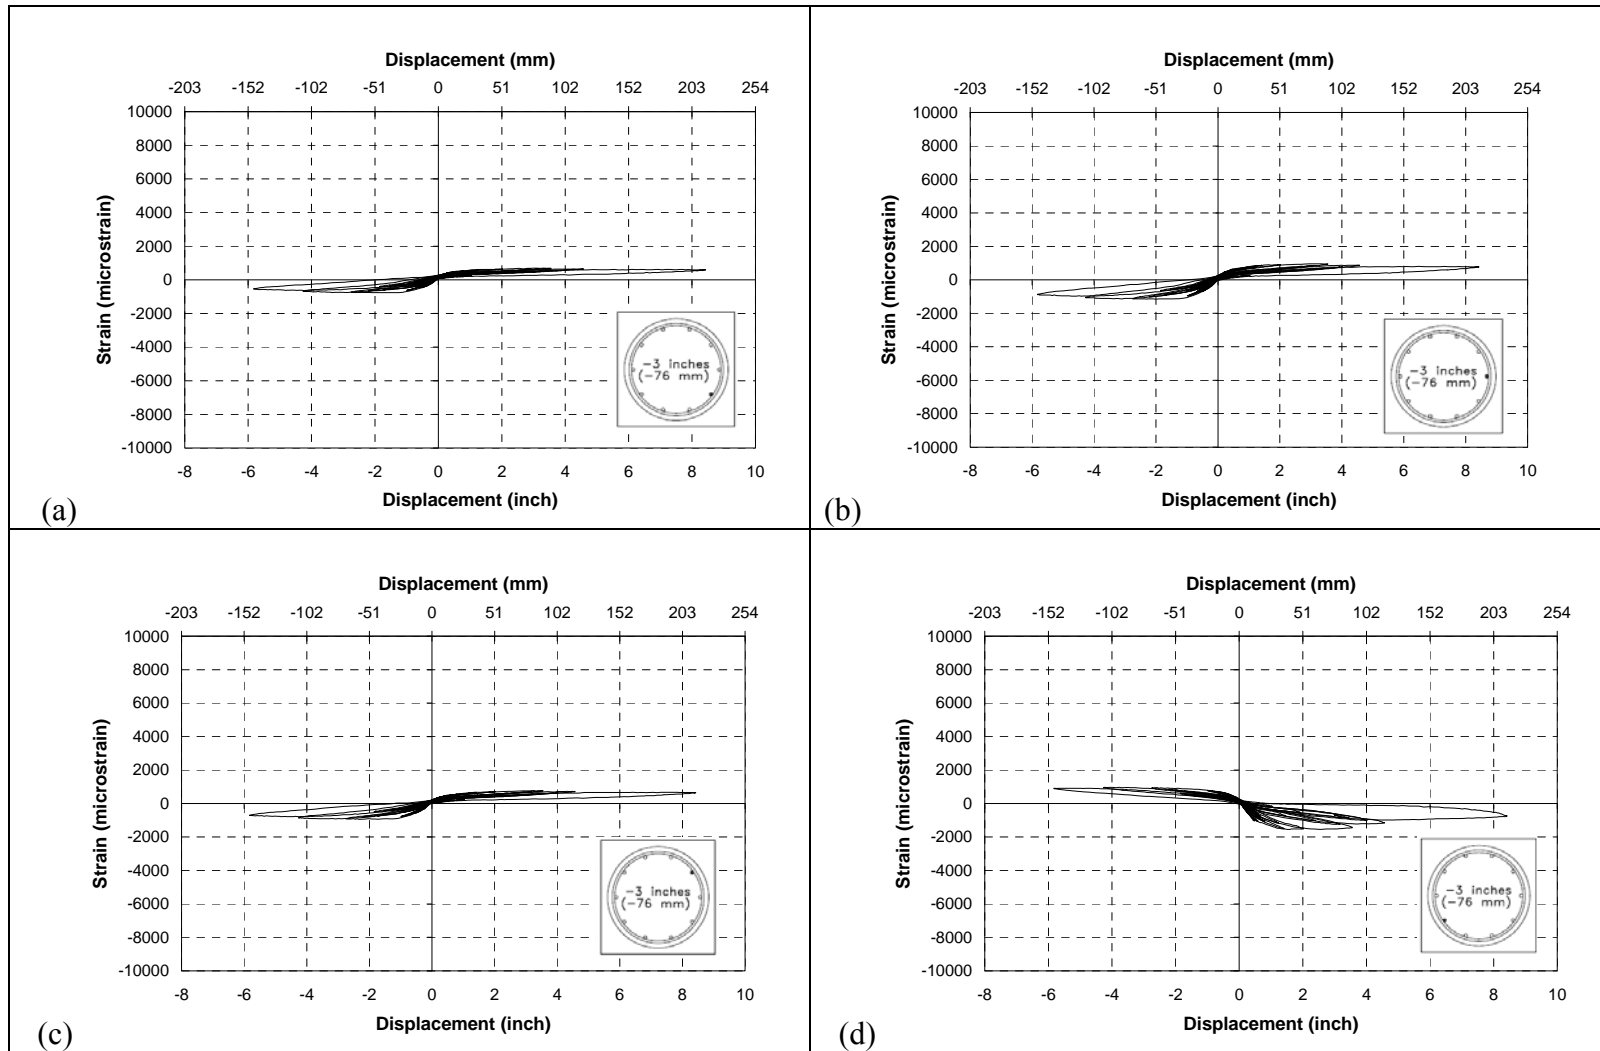 Displacement (mm)
-203 -152 -102 -51 0 51 102 152 203 254
10000
8000
6000
4000
2000
0
-2000
-4000
-6000
-8000
-10000
Strain (microstrain)
-3 inches
(-76 mm)
-8 -6 -4 -2 0 2 4 6 8 10
Displacement (inch)
(a)
Displacement (mm)
-203 -152 -102 -51 0 51 102 152 203 254
10000
8000
6000
4000
2000
0
-2000
-4000
-6000
-8000
-10000
Strain (microstrain)
-3 inches
(-76 mm)
-8 -6 -4 -2 0 2 4 6 8 10
Displacement (inch)
(b)
Displacement (mm)
-203 -152 -102 -51 0 51 102 152 203 254
10000
8000
6000
4000
2000
0
-2000
-4000
-6000
-8000
-10000
Strain (microstrain)
-3 inches
(-76 mm)
-8 -6 -4 -2 0 2 4 6 8 10
Displacement (inch)
(c)
Displacement (mm)
-203 -152 -102 -51 0 51 102 152 203 254
10000
8000
6000
4000
2000
0
-2000
-4000
-6000
-8000
-10000
Strain (microstrain)
-3 inches
(-76 mm)
-8 -6 -4 -2 0 2 4 6 8 10
Displacement (inch)
(d)